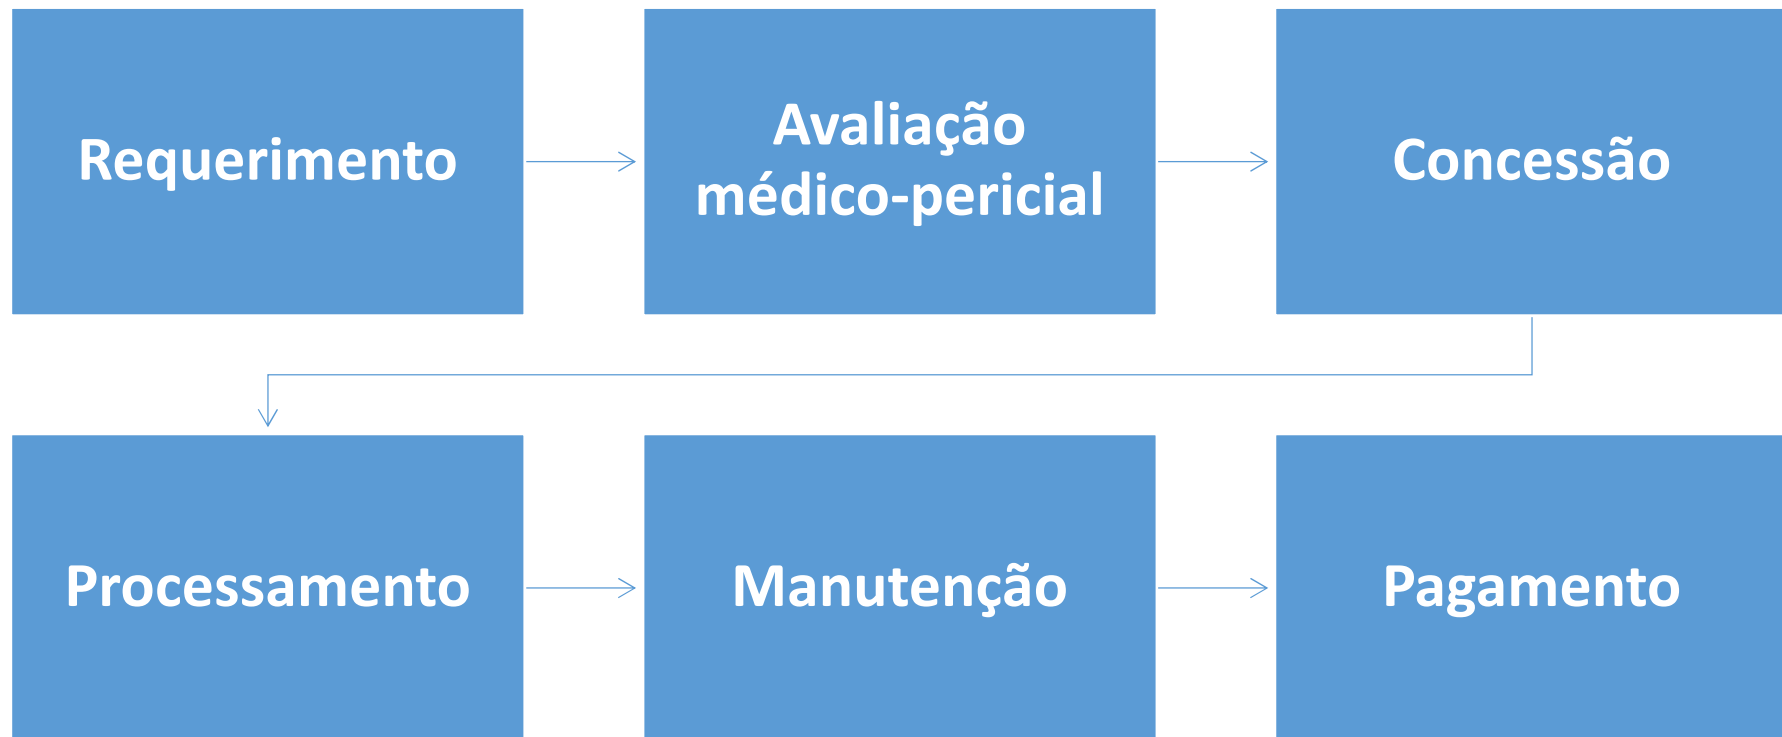 Requerimento
Avaliação
médico-pericial
Concessão
Processamento
Manutenção
Pagamento